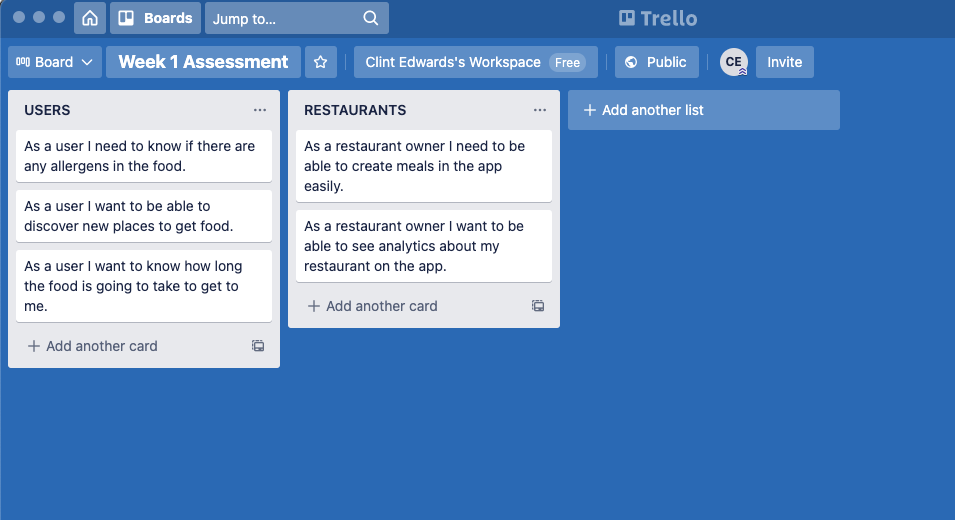 Boards
Jump to...
Trello
Board
Week 1 Assessment
Clint Edwards's Workspace
Free
Public
CE
Invite
USERS
As a user I need to know if there are
any allergens in the food.
As a user I want to be able to
discover new places to get food.
As a user I want to know how long
the food is going to take to get to
me.
Add another card
RESTAURANTS
As a restaurant owner I need to be
able to create meals in the app
easily.
As a restaurant owner I want to be
able to see analytics about my
restaurant on the app.
Add another card
Add another list